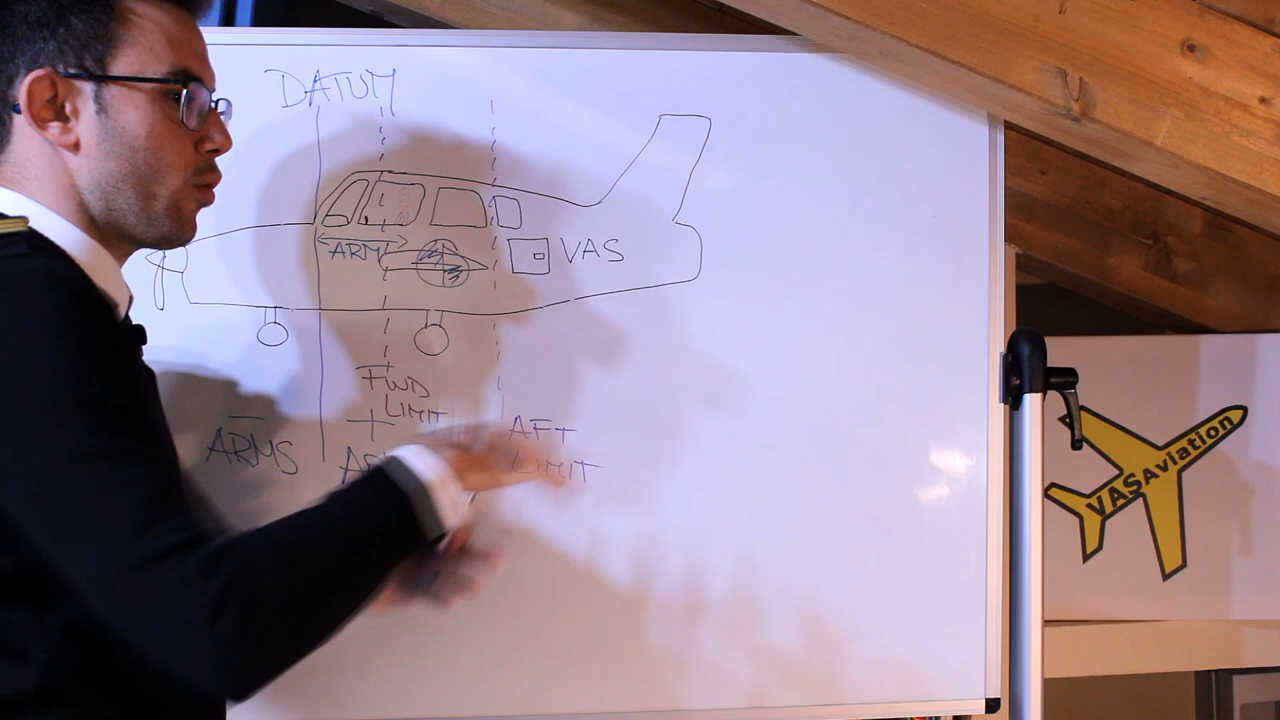 DATUM
ARM
VAS
FWD
LIMIT
—
ARMS
+
AFT
LIMIT
VASAviation